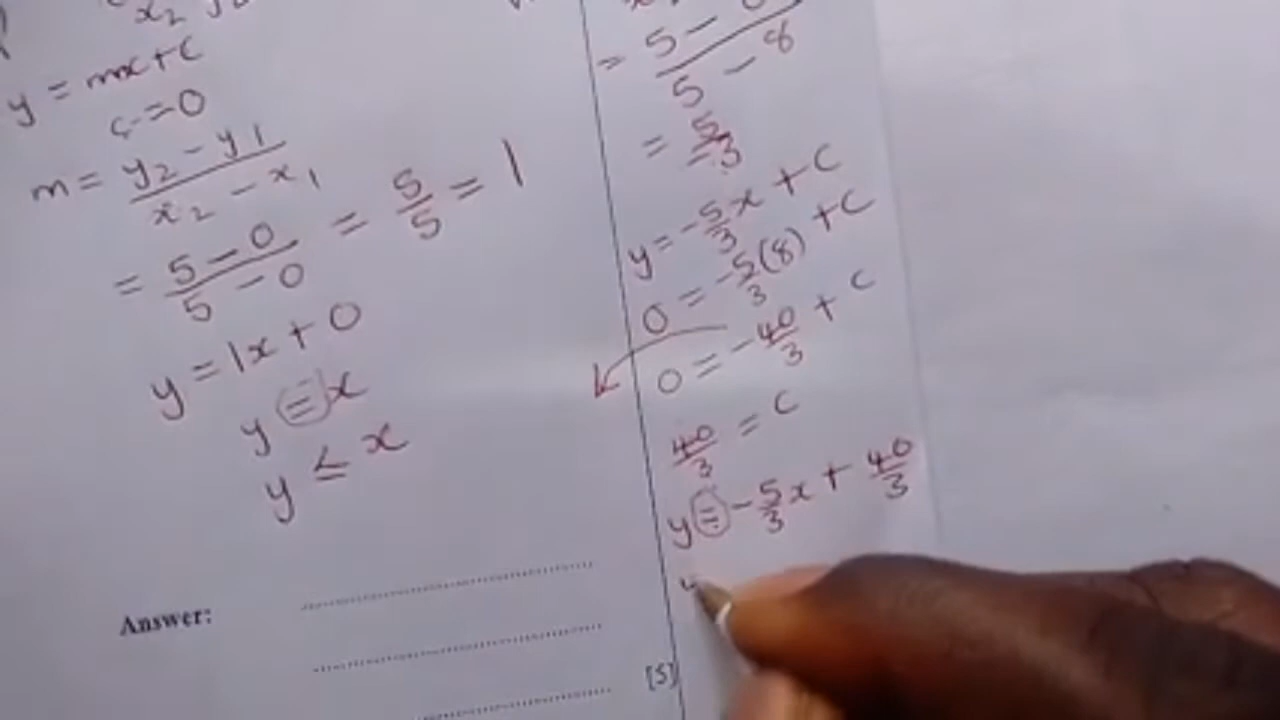 y = mx + c
c = 0
m = y₂ - y₁ / x₂ - x₁
= 5 - 0 / 5 - 0 = 5/5 = 1
y = 1x + 0
y = x
y ≤ x
Answer:
= 5 - 0 / 5 - 8
= 5/-3
y = -5/3 x + c
0 = -5/3 (8) + c
0 = -40/3 + c
40/3 = c
y = -5/3 x + 40/3
[5]